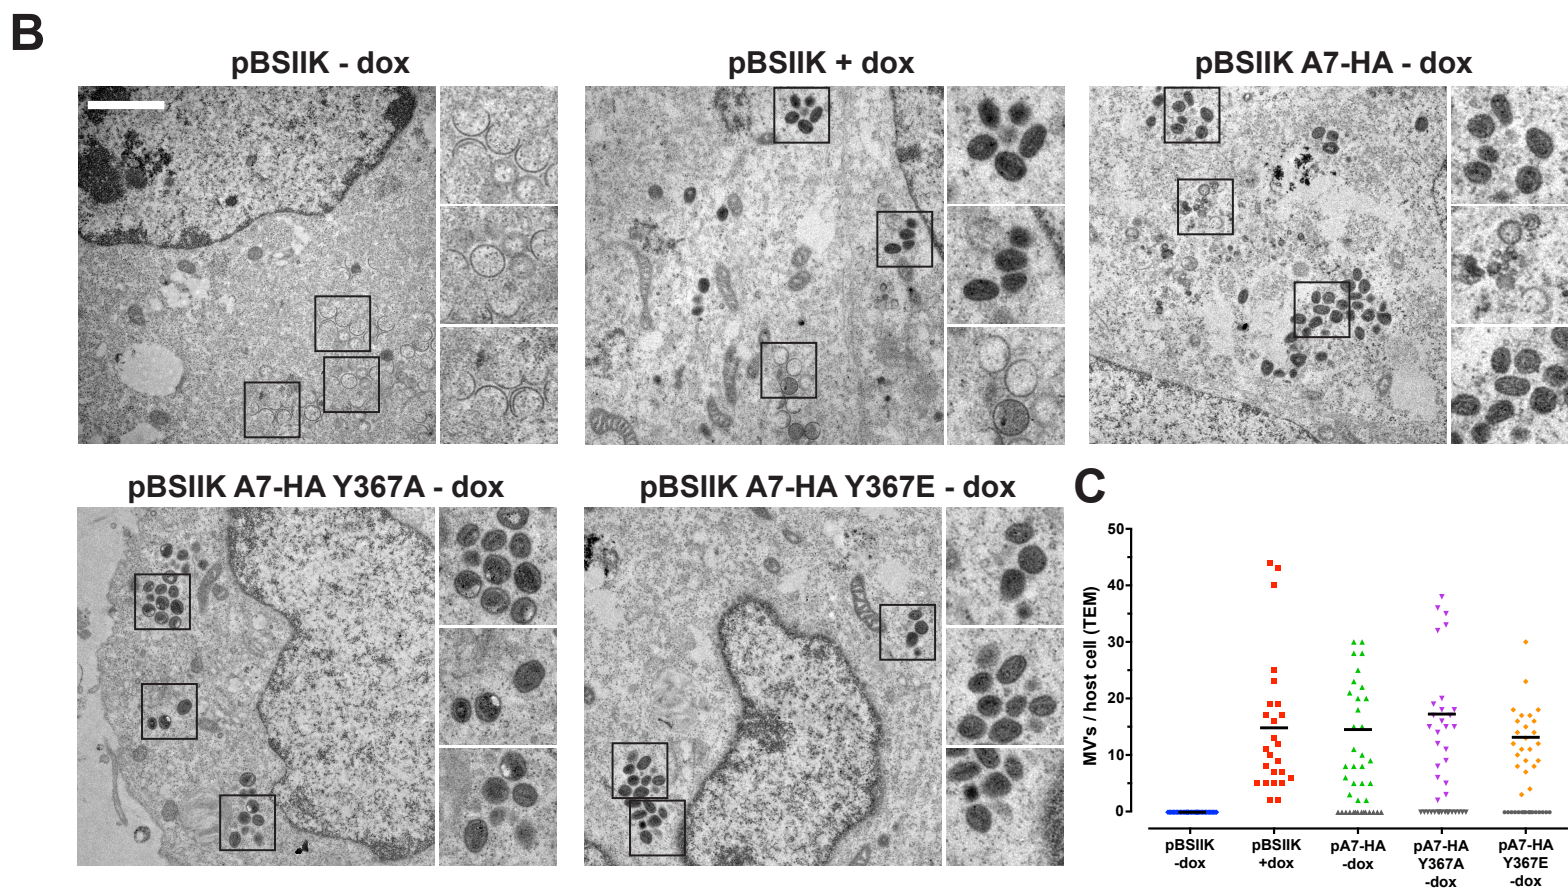 B
pBSIIK - dox
pBSIIK + dox
pBSIIK A7-HA - dox
pBSIIK A7-HA Y367A - dox
pBSIIK A7-HA Y367E - dox
C
MV's / host cell (TEM)
50
40
30
20
10
0
pBSIIK
-dox
pBSIIK
+dox
pA7-HA
-dox
pA7-HA
Y367A
-dox
pA7-HA
Y367E
-dox